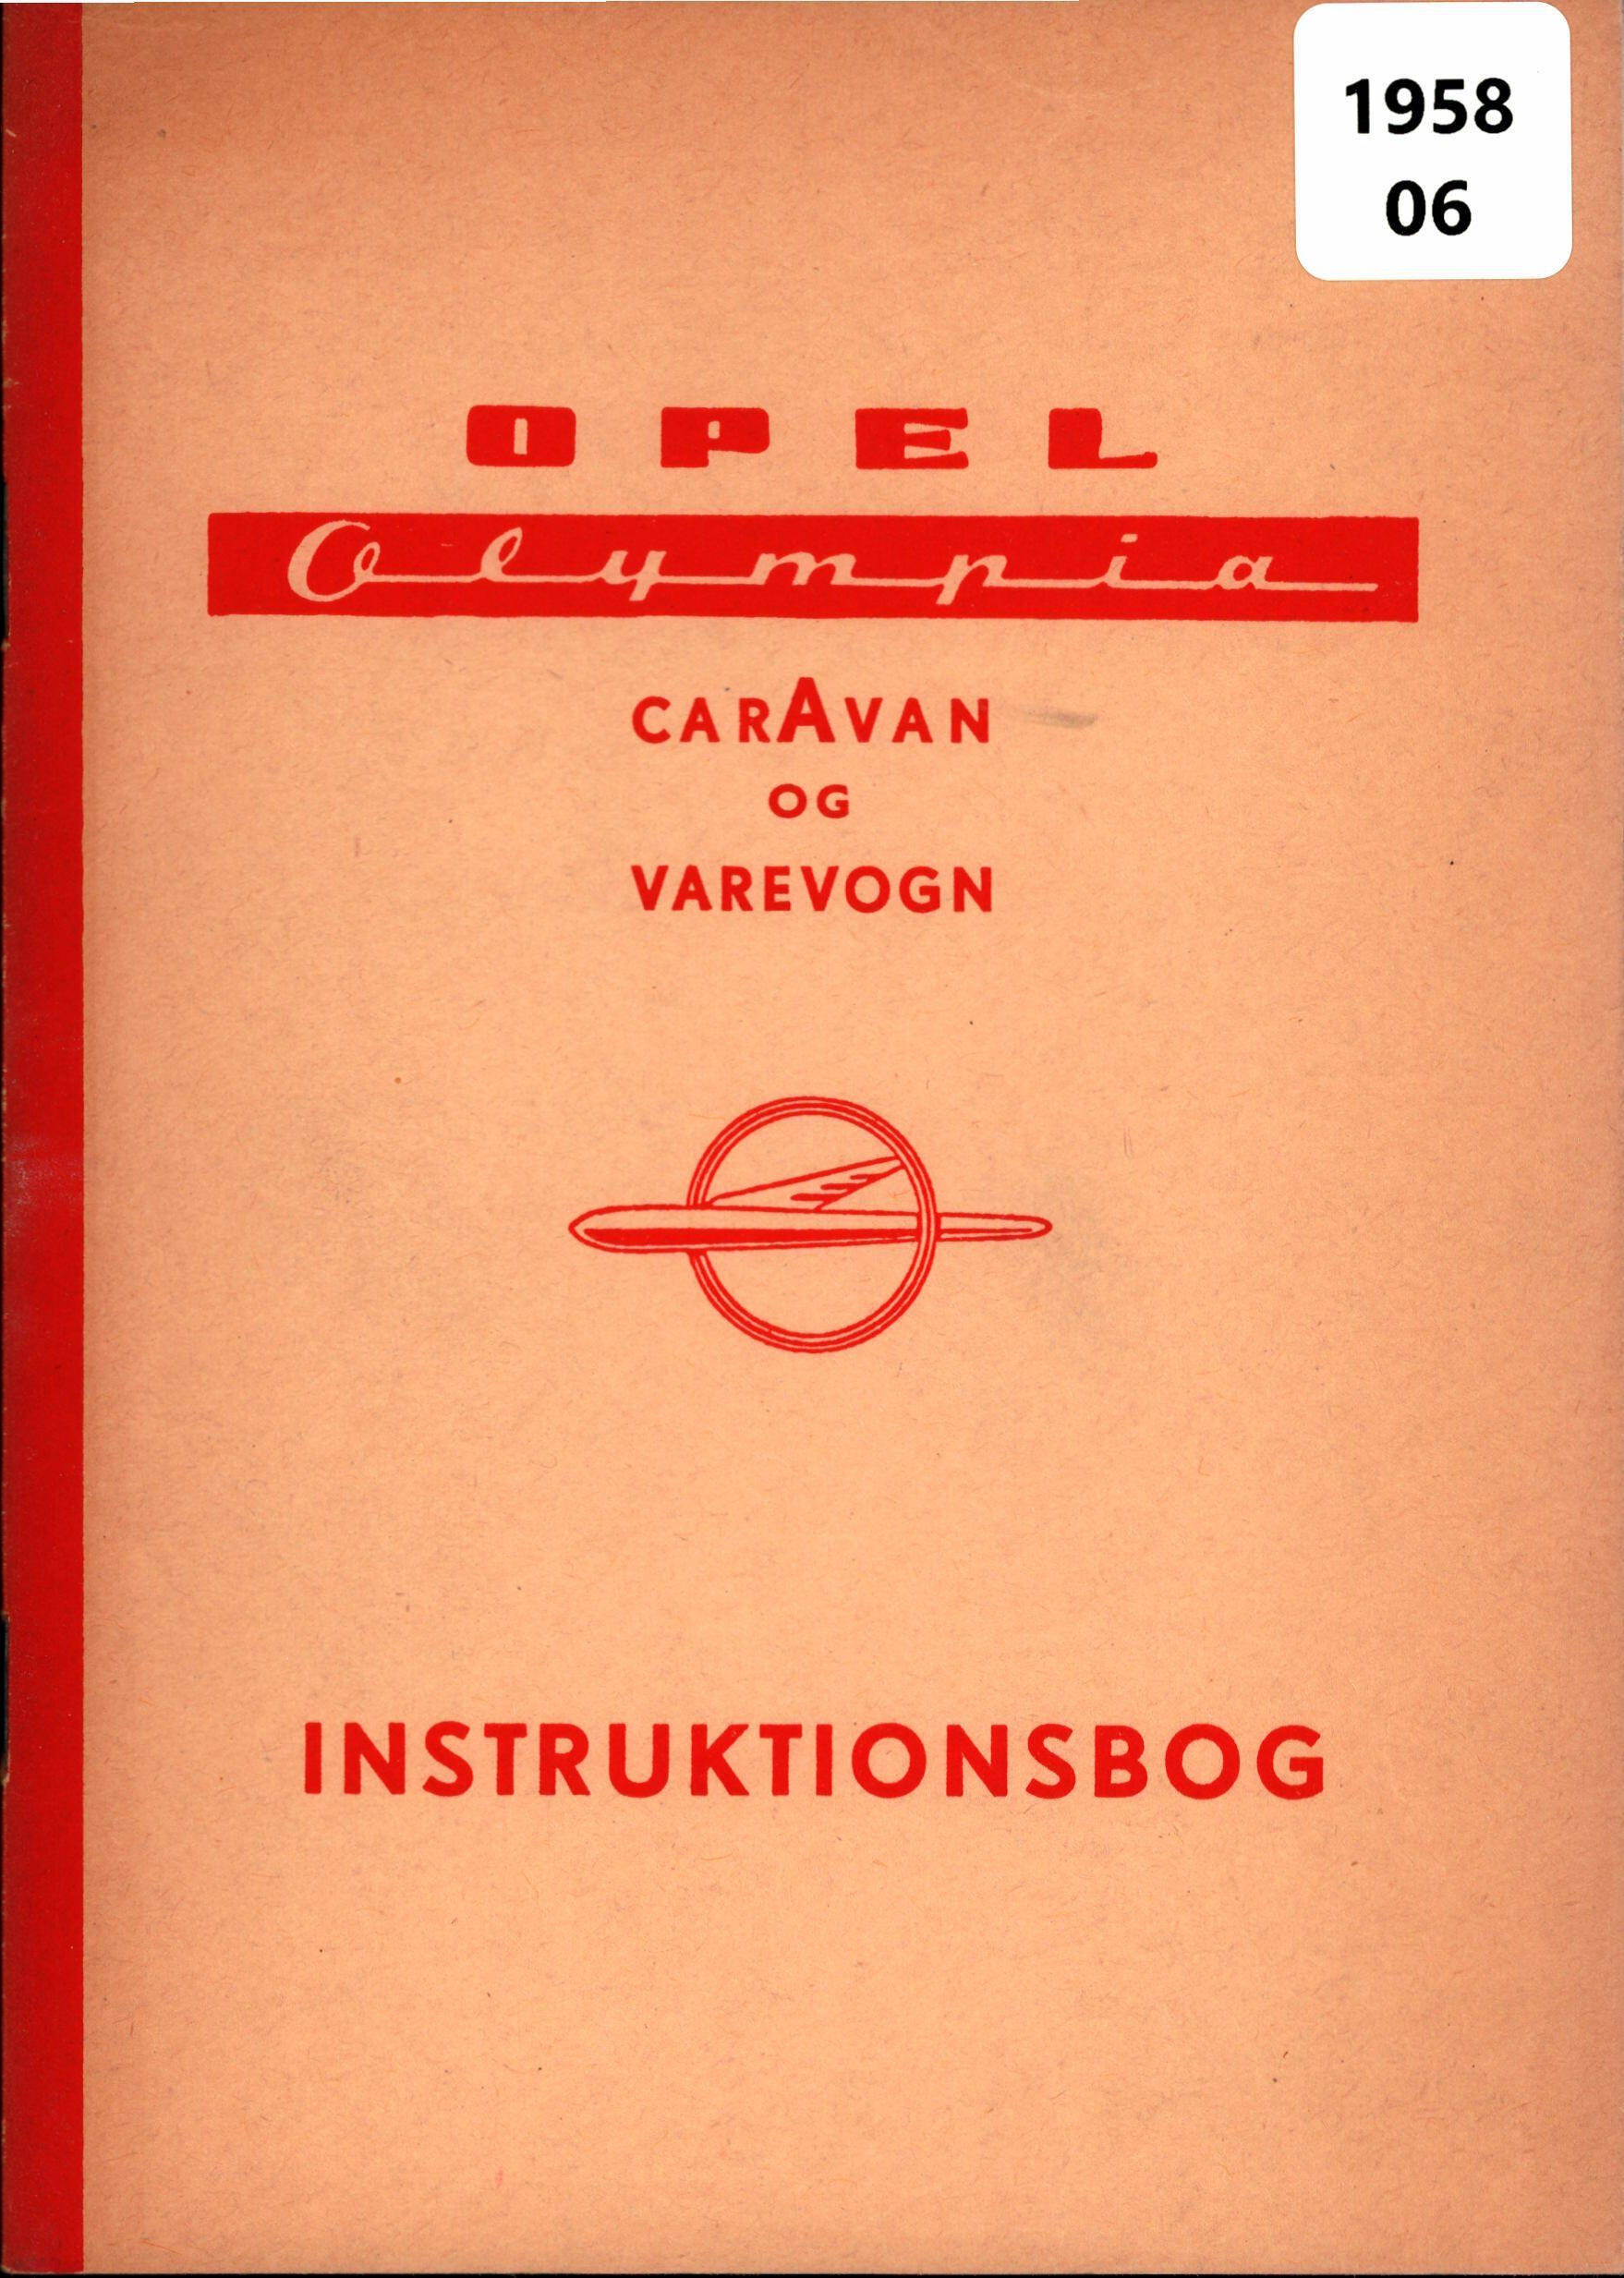 1958
06
OPEL
Olympia
CARAVAN
OG
VAREVOGN
INSTRUKTIONSBOG